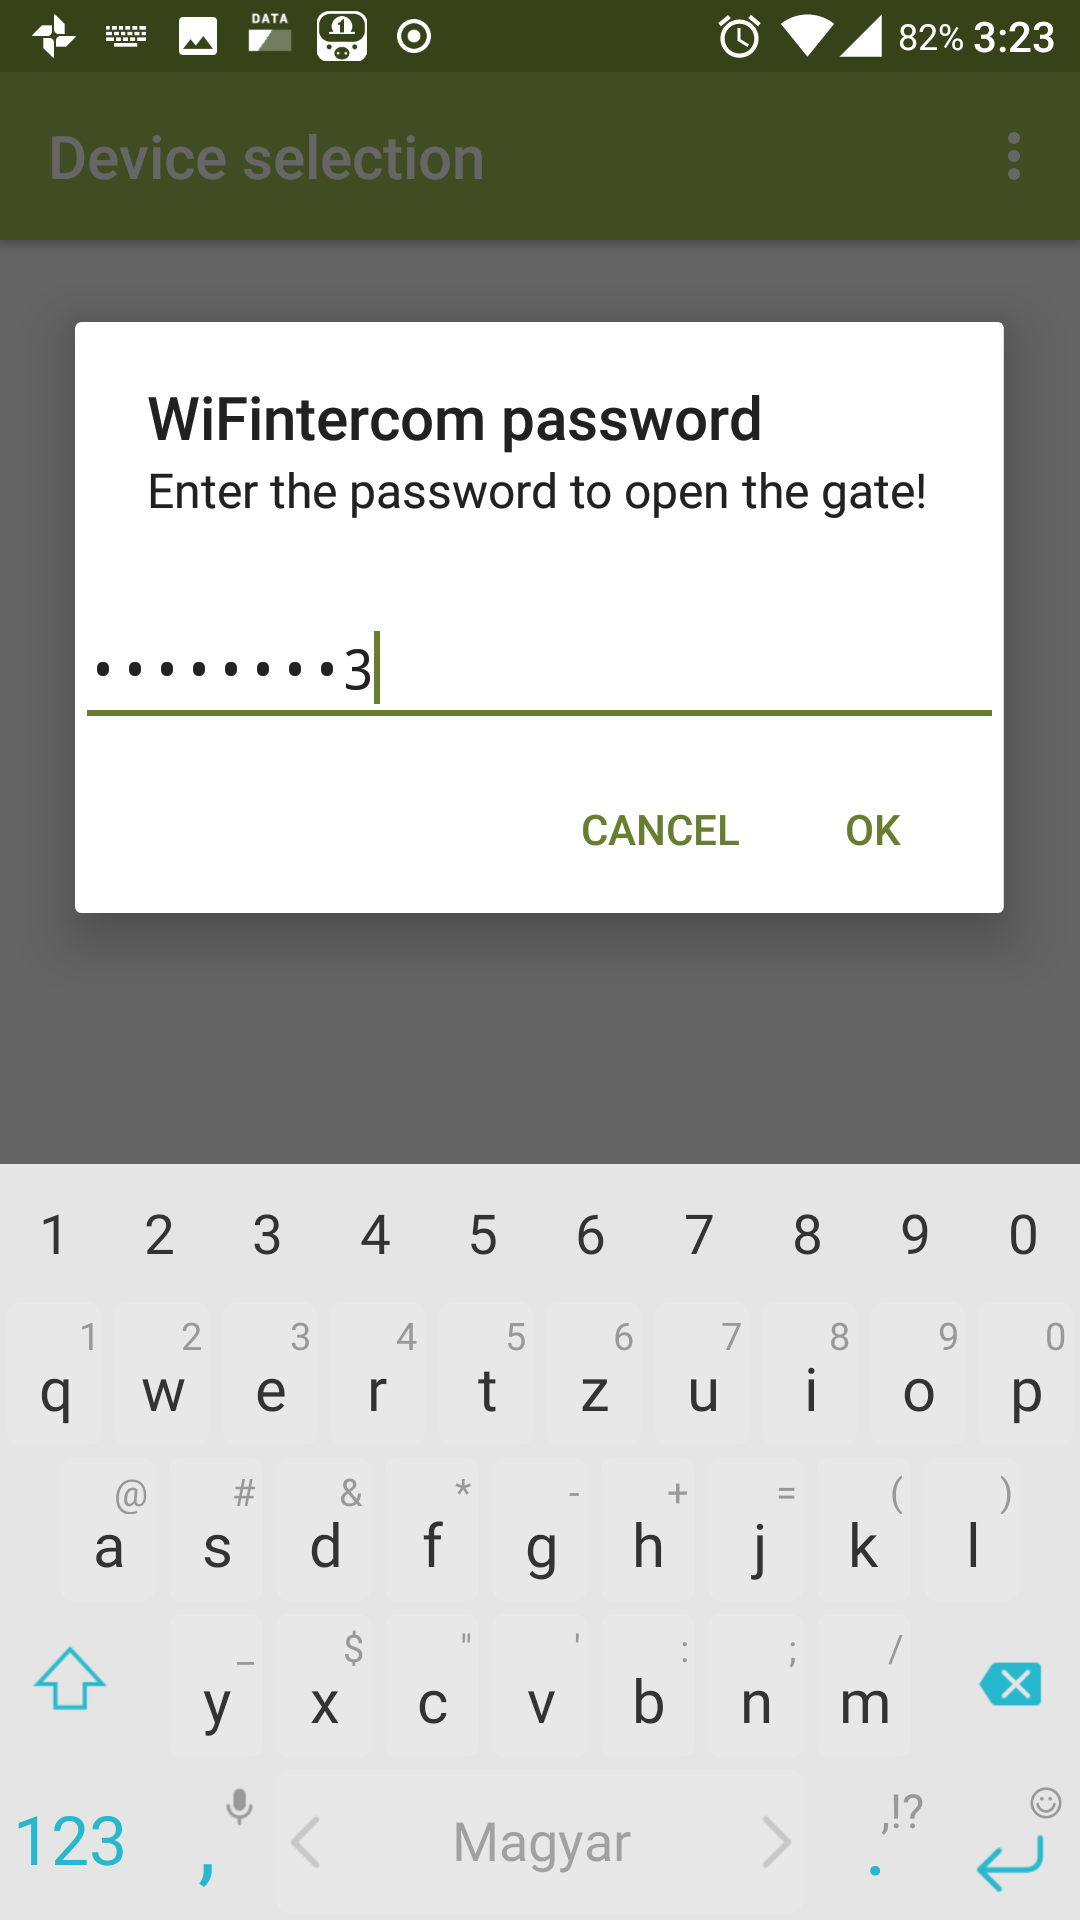 DATA
1
82% 3:23
Device selection
WiFintercom password
Enter the password to open the gate!
••••••••3
CANCEL OK
1 2 3 4 5 6 7 8 9 0
1 2 3 4 5 6 7 8 9 0
q w e r t z u i o p
@ # & * - + = ( )
a s d f g h j k l
_ $ " ' : ; /
y x c v b n m
,!?
123 , Magyar .